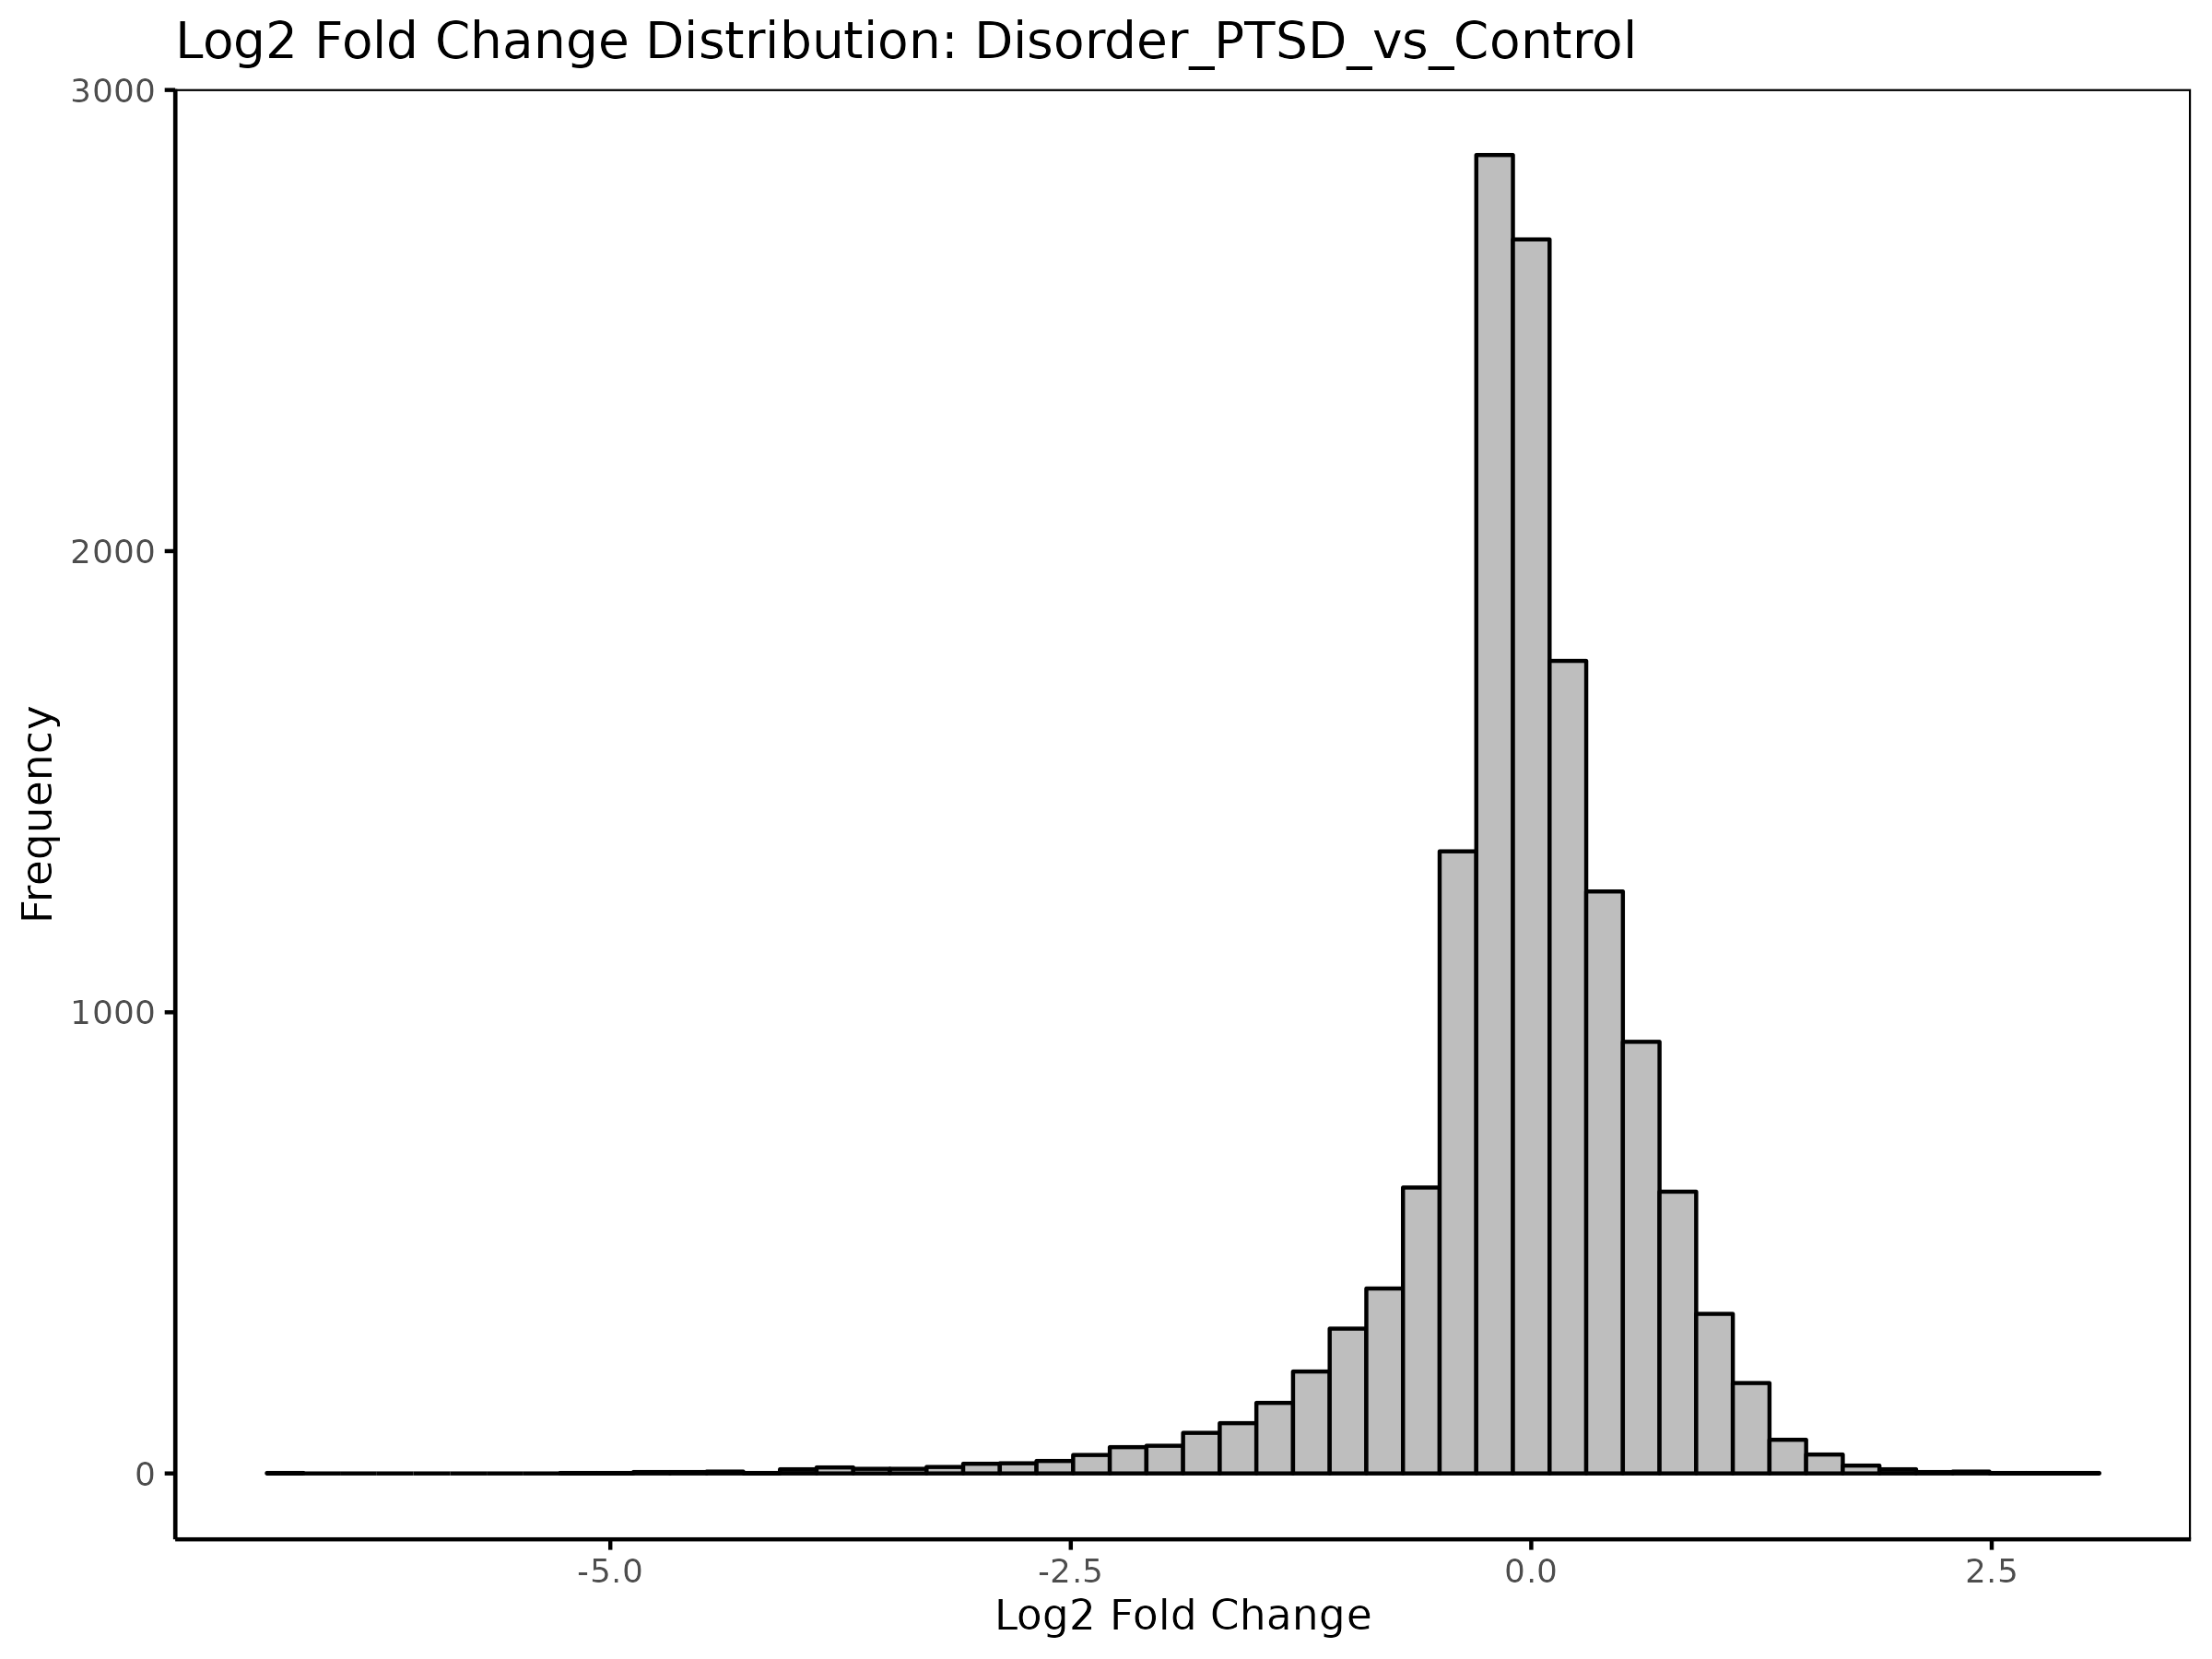 Log2 Fold Change Distribution: Disorder_PTSD_vs_Control
3000
2000
1000
0
Frequency
-5.0
-2.5
0.0
2.5
Log2 Fold Change